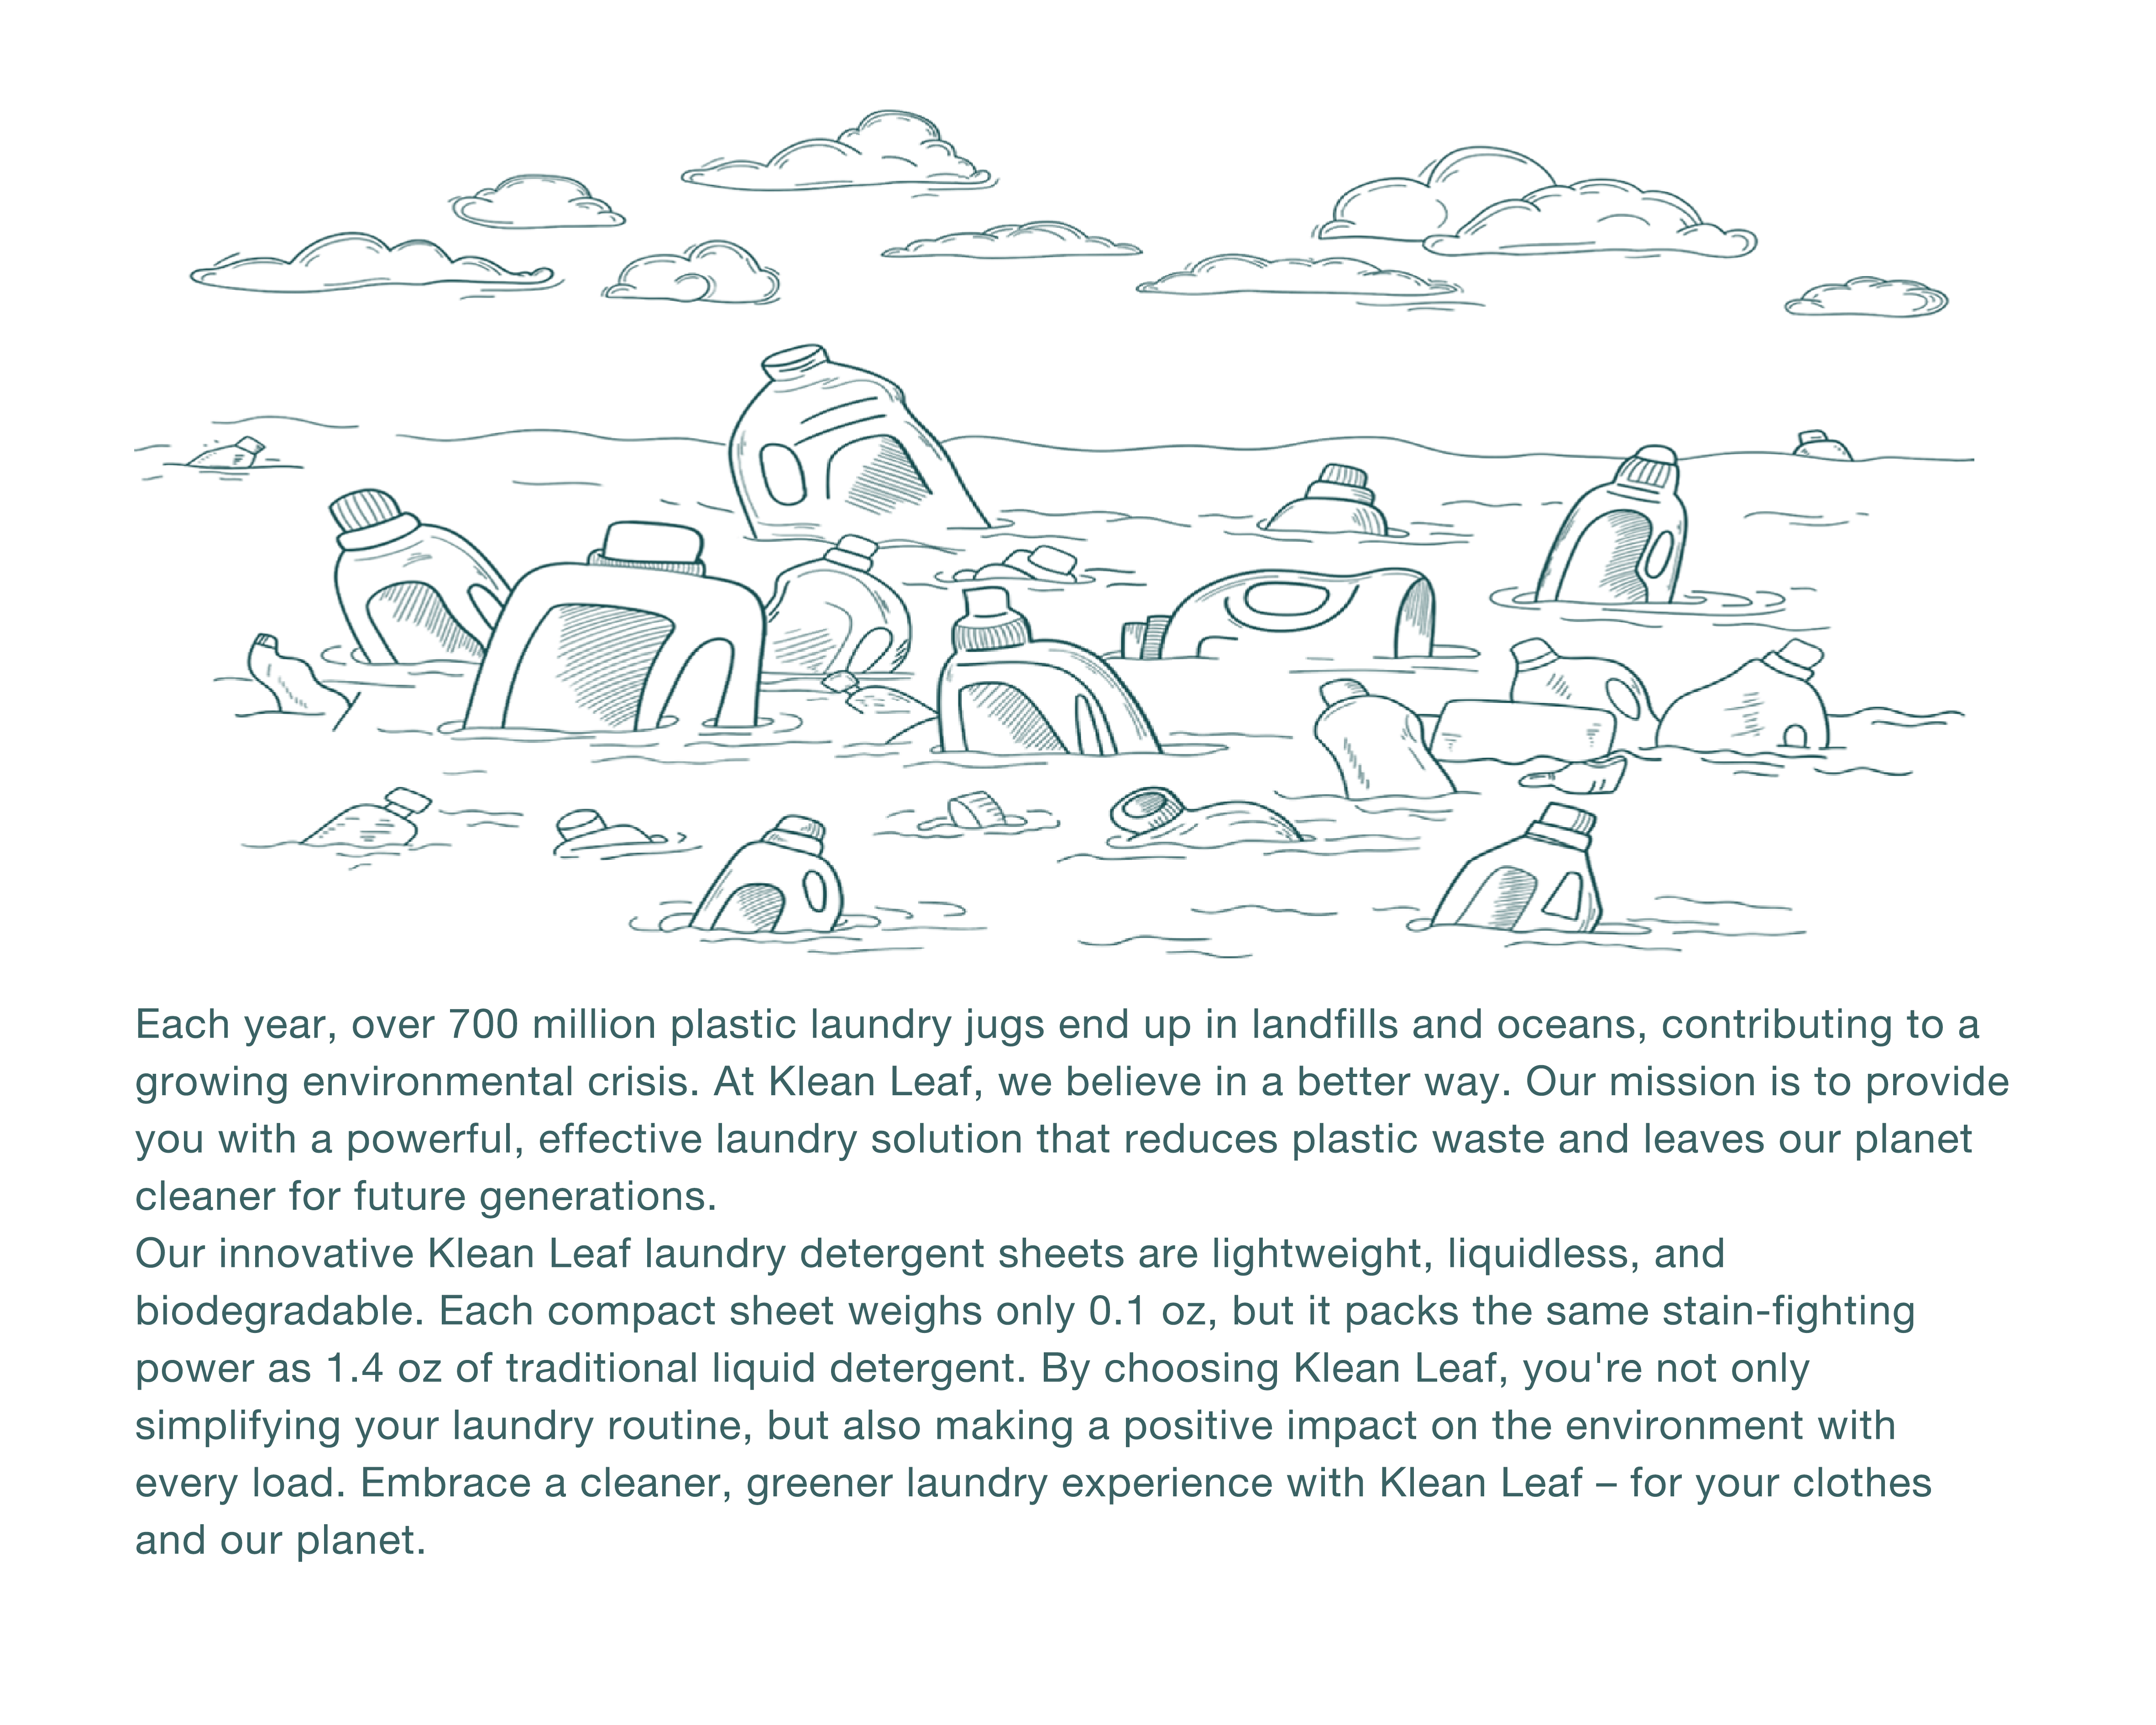 Each year, over 700 million plastic laundry jugs end up in landfills and oceans, contributing to a
growing environmental crisis. At Klean Leaf, we believe in a better way. Our mission is to provide
you with a powerful, effective laundry solution that reduces plastic waste and leaves our planet
cleaner for future generations.
Our innovative Klean Leaf laundry detergent sheets are lightweight, liquidless, and
biodegradable. Each compact sheet weighs only 0.1 oz, but it packs the same stain-fighting
power as 1.4 oz of traditional liquid detergent. By choosing Klean Leaf, you're not only
simplifying your laundry routine, but also making a positive impact on the environment with
every load. Embrace a cleaner, greener laundry experience with Klean Leaf – for your clothes
and our planet.